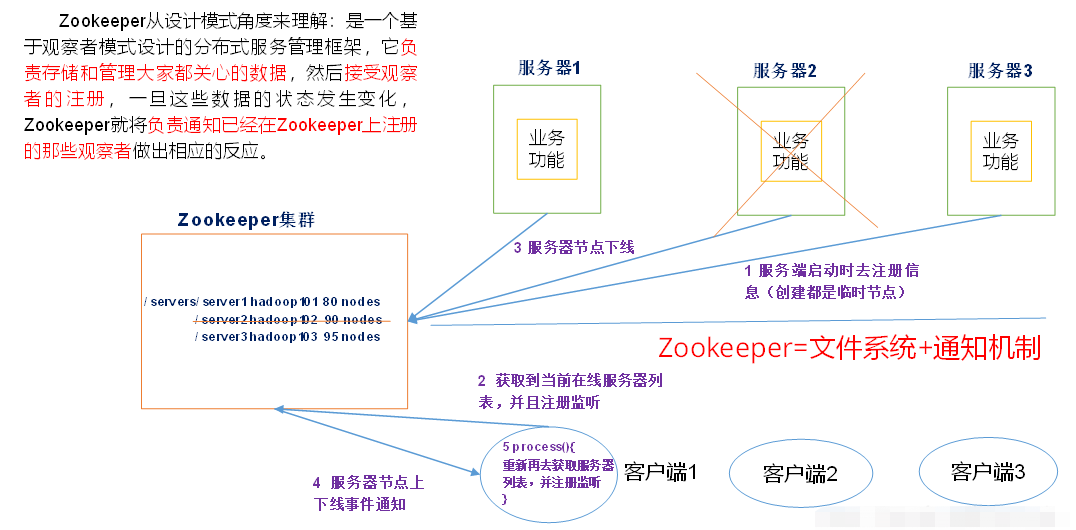 Zookeeper从设计模式角度来理解：是一个基
于观察者模式设计的分布式服务管理框架，它负
责存储和管理大家都关心的数据，然后接受观察
者的注册，一旦这些数据的状态发生变化，
Zookeeper就将负责通知已经在Zookeeper上注册
的那些观察者做出相应的反应。
服务器1
服务器2
服务器3
业务
功能
业务
功能
业务
功能
Zookeeper集群
3 服务器节点下线
1 服务端启动时去注册信
息（创建都是临时节点）
/servers/server1 hadoop101 80 nodes
/server2 hadoop102 90 nodes
/server3 hadoop103 95 nodes
Zookeeper=文件系统+通知机制
2 获取到当前在线服务器列
表，并且注册监听
5 process(){
重新再去获取服务器
列表，并注册监听
}
客户端1
客户端2
客户端3
4 服务器节点上
下线事件通知